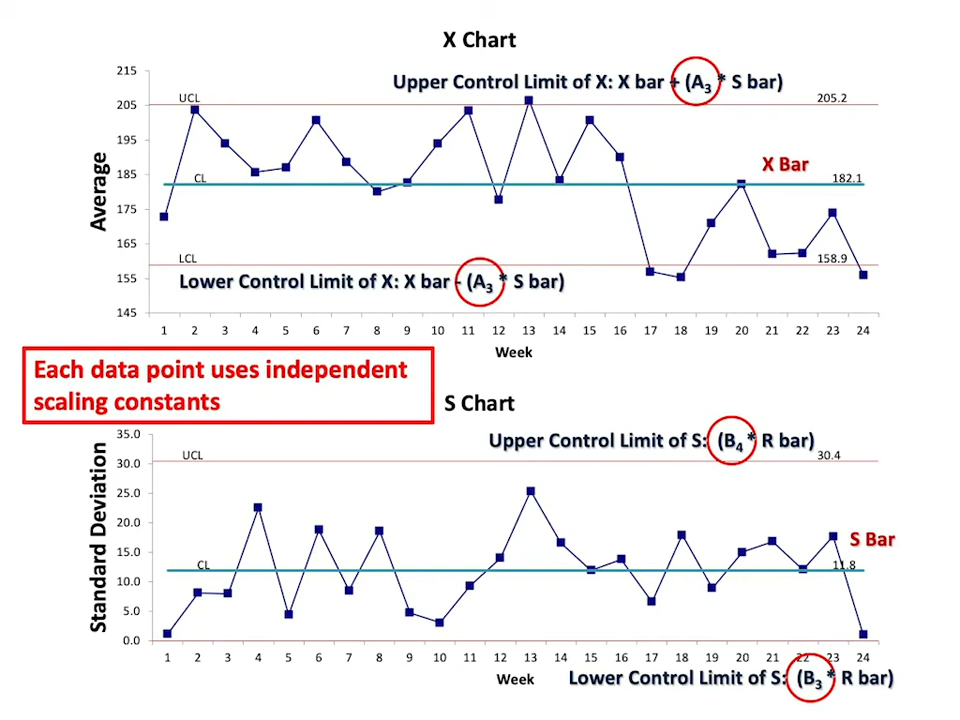 X Chart
Upper Control Limit of X: X bar + (A3 * S bar)
215
UCL
205.2
205
195
X Bar
185
CL
182.1
175
Average
165
LCL
158.9
155
Lower Control Limit of X: X bar - (A3 * S bar)
145
1 2 3 4 5 6 7 8 9 10 11 12 13 14 15 16 17 18 19 20 21 22 23 24
Week
Each data point uses independent
scaling constants
S Chart
35.0
Upper Control Limit of S: (B4 * R bar)
UCL
30.4
30.0
25.0
20.0
S Bar
15.0
CL
11.8
10.0
Standard Deviation
5.0
0.0
1 2 3 4 5 6 7 8 9 10 11 12 13 14 15 16 17 18 19 20 21 22 23 24
Week
Lower Control Limit of S: (B3 * R bar)